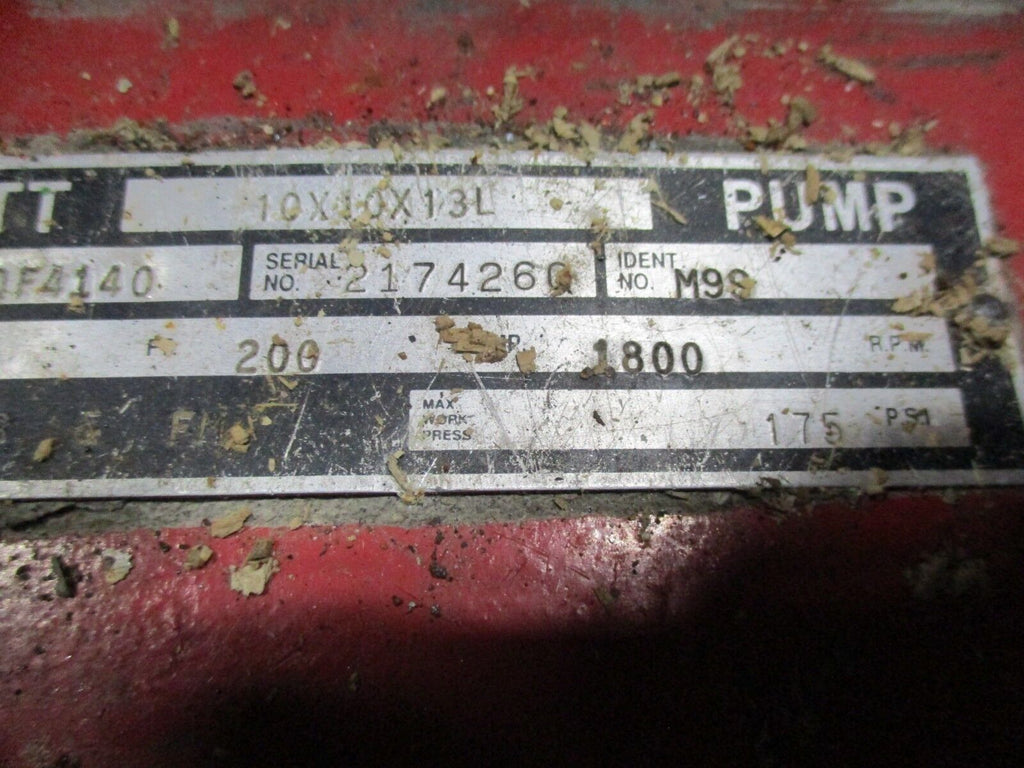 TT 10X10X13L PUMP
0F4140 SERIAL NO. 2174260 IDENT NO. M9S
200 1800 R.P.M.
MAX WORK PRESS 175 PSI